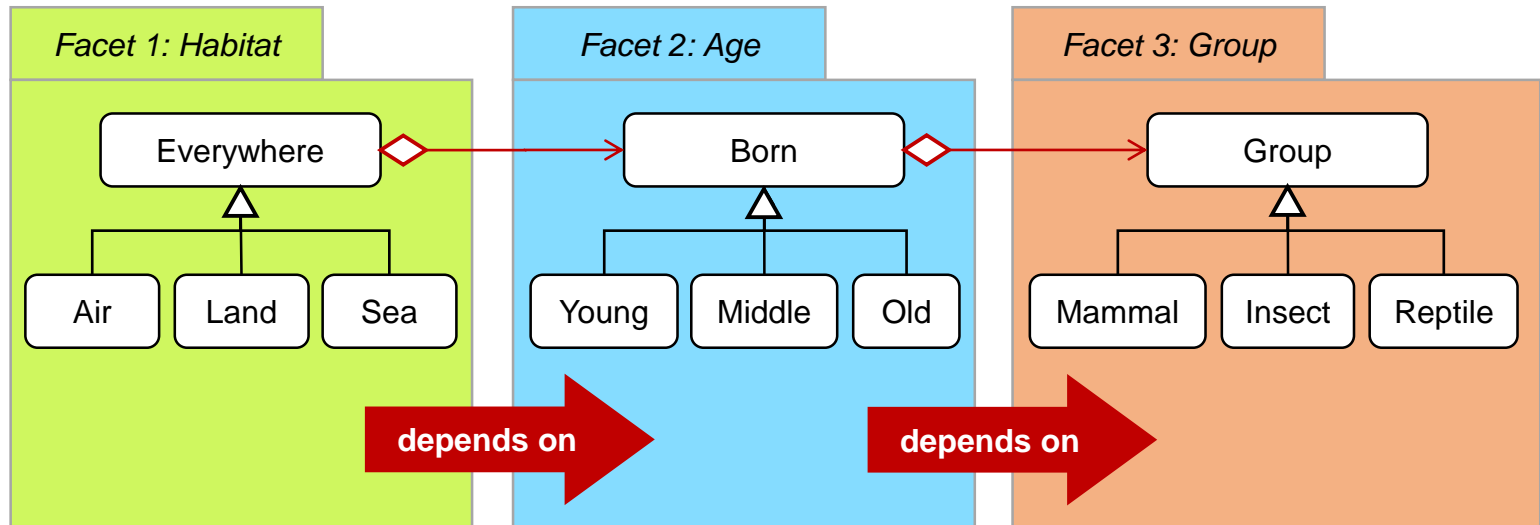 Facet 1: Habitat
Facet 2: Age
Facet 3: Group
Everywhere
Born
Group
Air
Land
Sea
Young
Middle
Old
Mammal
Insect
Reptile
depends on
depends on